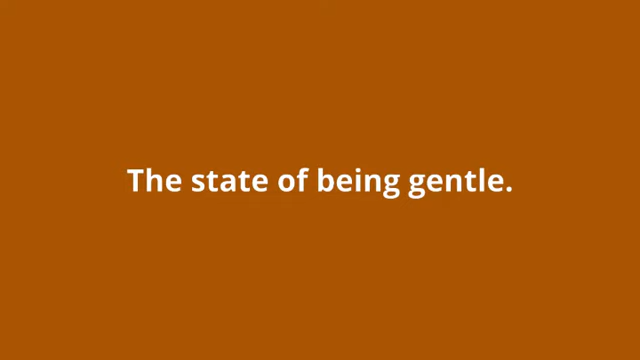 The state of being gentle.